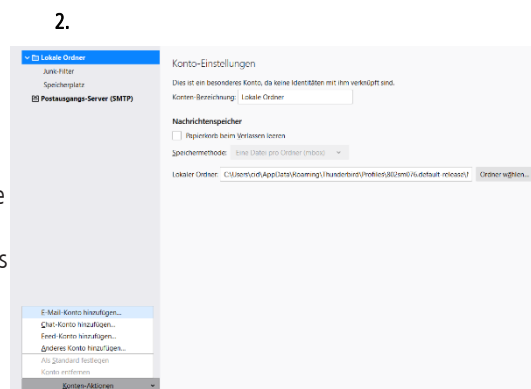 2.
Lokale Ordner
Junk-Filter
Speicherplatz
Postausgangs-Server (SMTP)
Konto-Einstellungen
Dies ist ein besonderes Konto, da keine Identitäten mit ihm verknüpft sind.
Konten-Bezeichnung: Lokale Ordner
Nachrichtenspeicher
Papierkorb beim Verlassen leeren
Speichermethode: Eine Datei pro Ordner (mbox)
Lokaler Ordner: Ordner wählen...
e
s
E-Mail-Konto hinzufügen...
Chat-Konto hinzufügen...
Feed-Konto hinzufügen...
Anderes Konto hinzufügen...
Als Standard festlegen
Konto entfernen
Konten-Aktionen